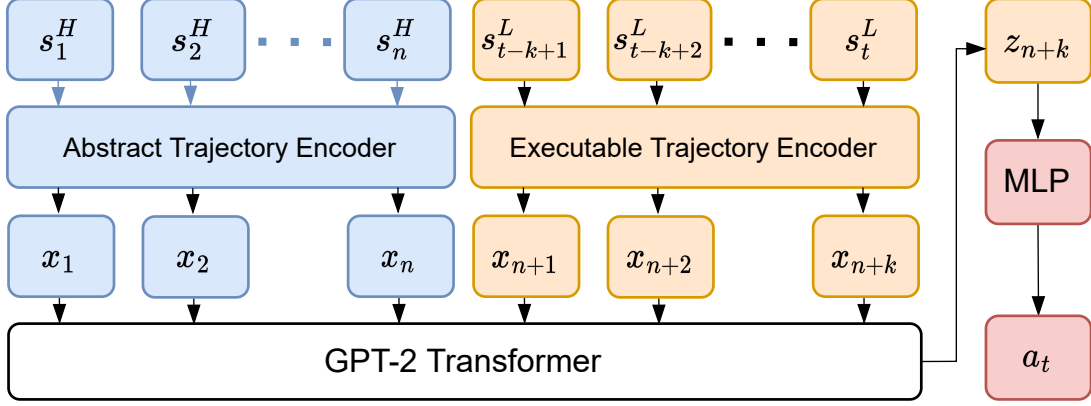 s_1^H s_2^H s_n^H s_{t-k+1}^L s_{t-k+2}^L s_t^L z_{n+k}
Abstract Trajectory Encoder Executable Trajectory Encoder MLP
x_1 x_2 x_n x_{n+1} x_{n+2} x_{n+k}
GPT-2 Transformer a_t